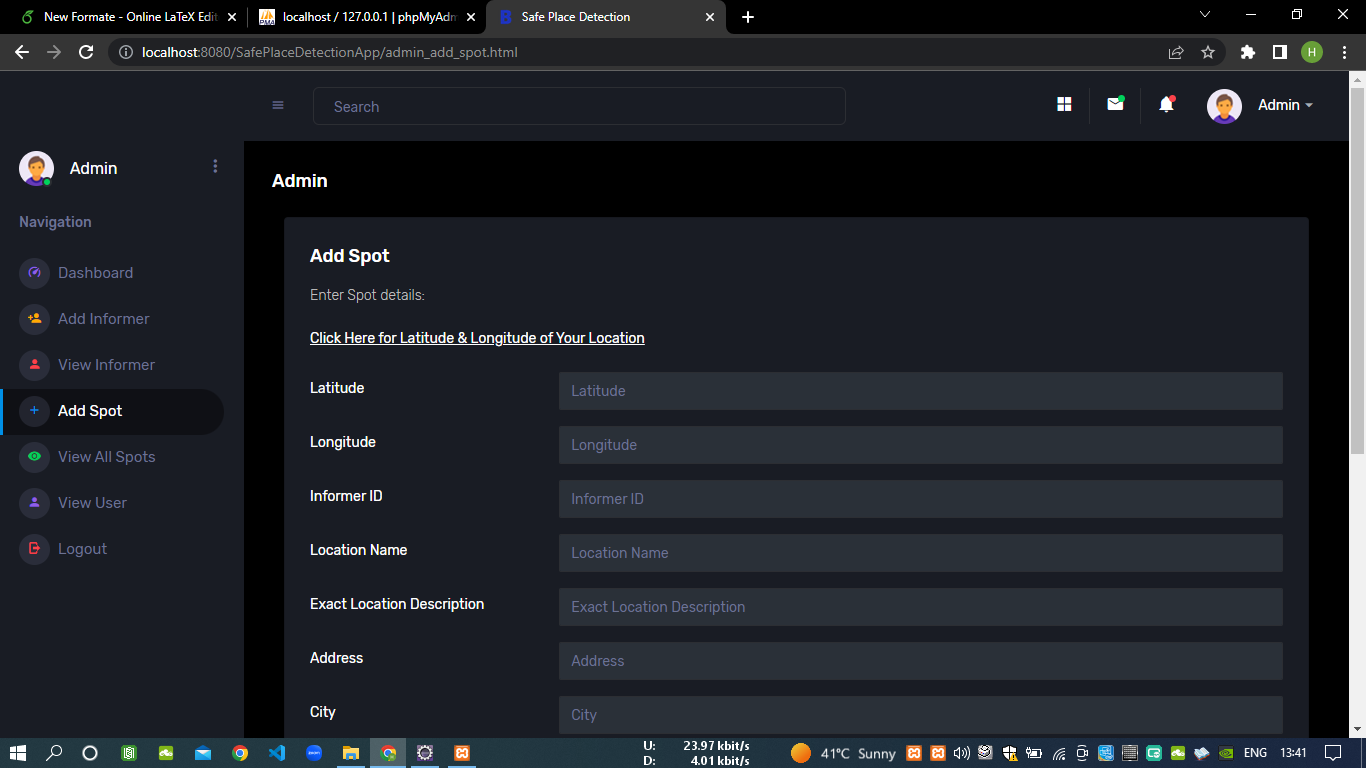 New Formate - Online LaTeX Edit
localhost / 127.0.0.1 | phpMyAdm
Safe Place Detection
localhost:8080/SafePlaceDetectionApp/admin_add_spot.html
H
Search
Admin
Admin
Navigation
Dashboard
Add Informer
View Informer
Add Spot
View All Spots
View User
Logout
Admin
Add Spot
Enter Spot details:
Click Here for Latitude & Longitude of Your Location
Latitude
Latitude
Longitude
Longitude
Informer ID
Informer ID
Location Name
Location Name
Exact Location Description
Exact Location Description
Address
Address
City
City
U: 23.97 kbit/s
D: 4.01 kbit/s
41°C Sunny
ENG
13:41